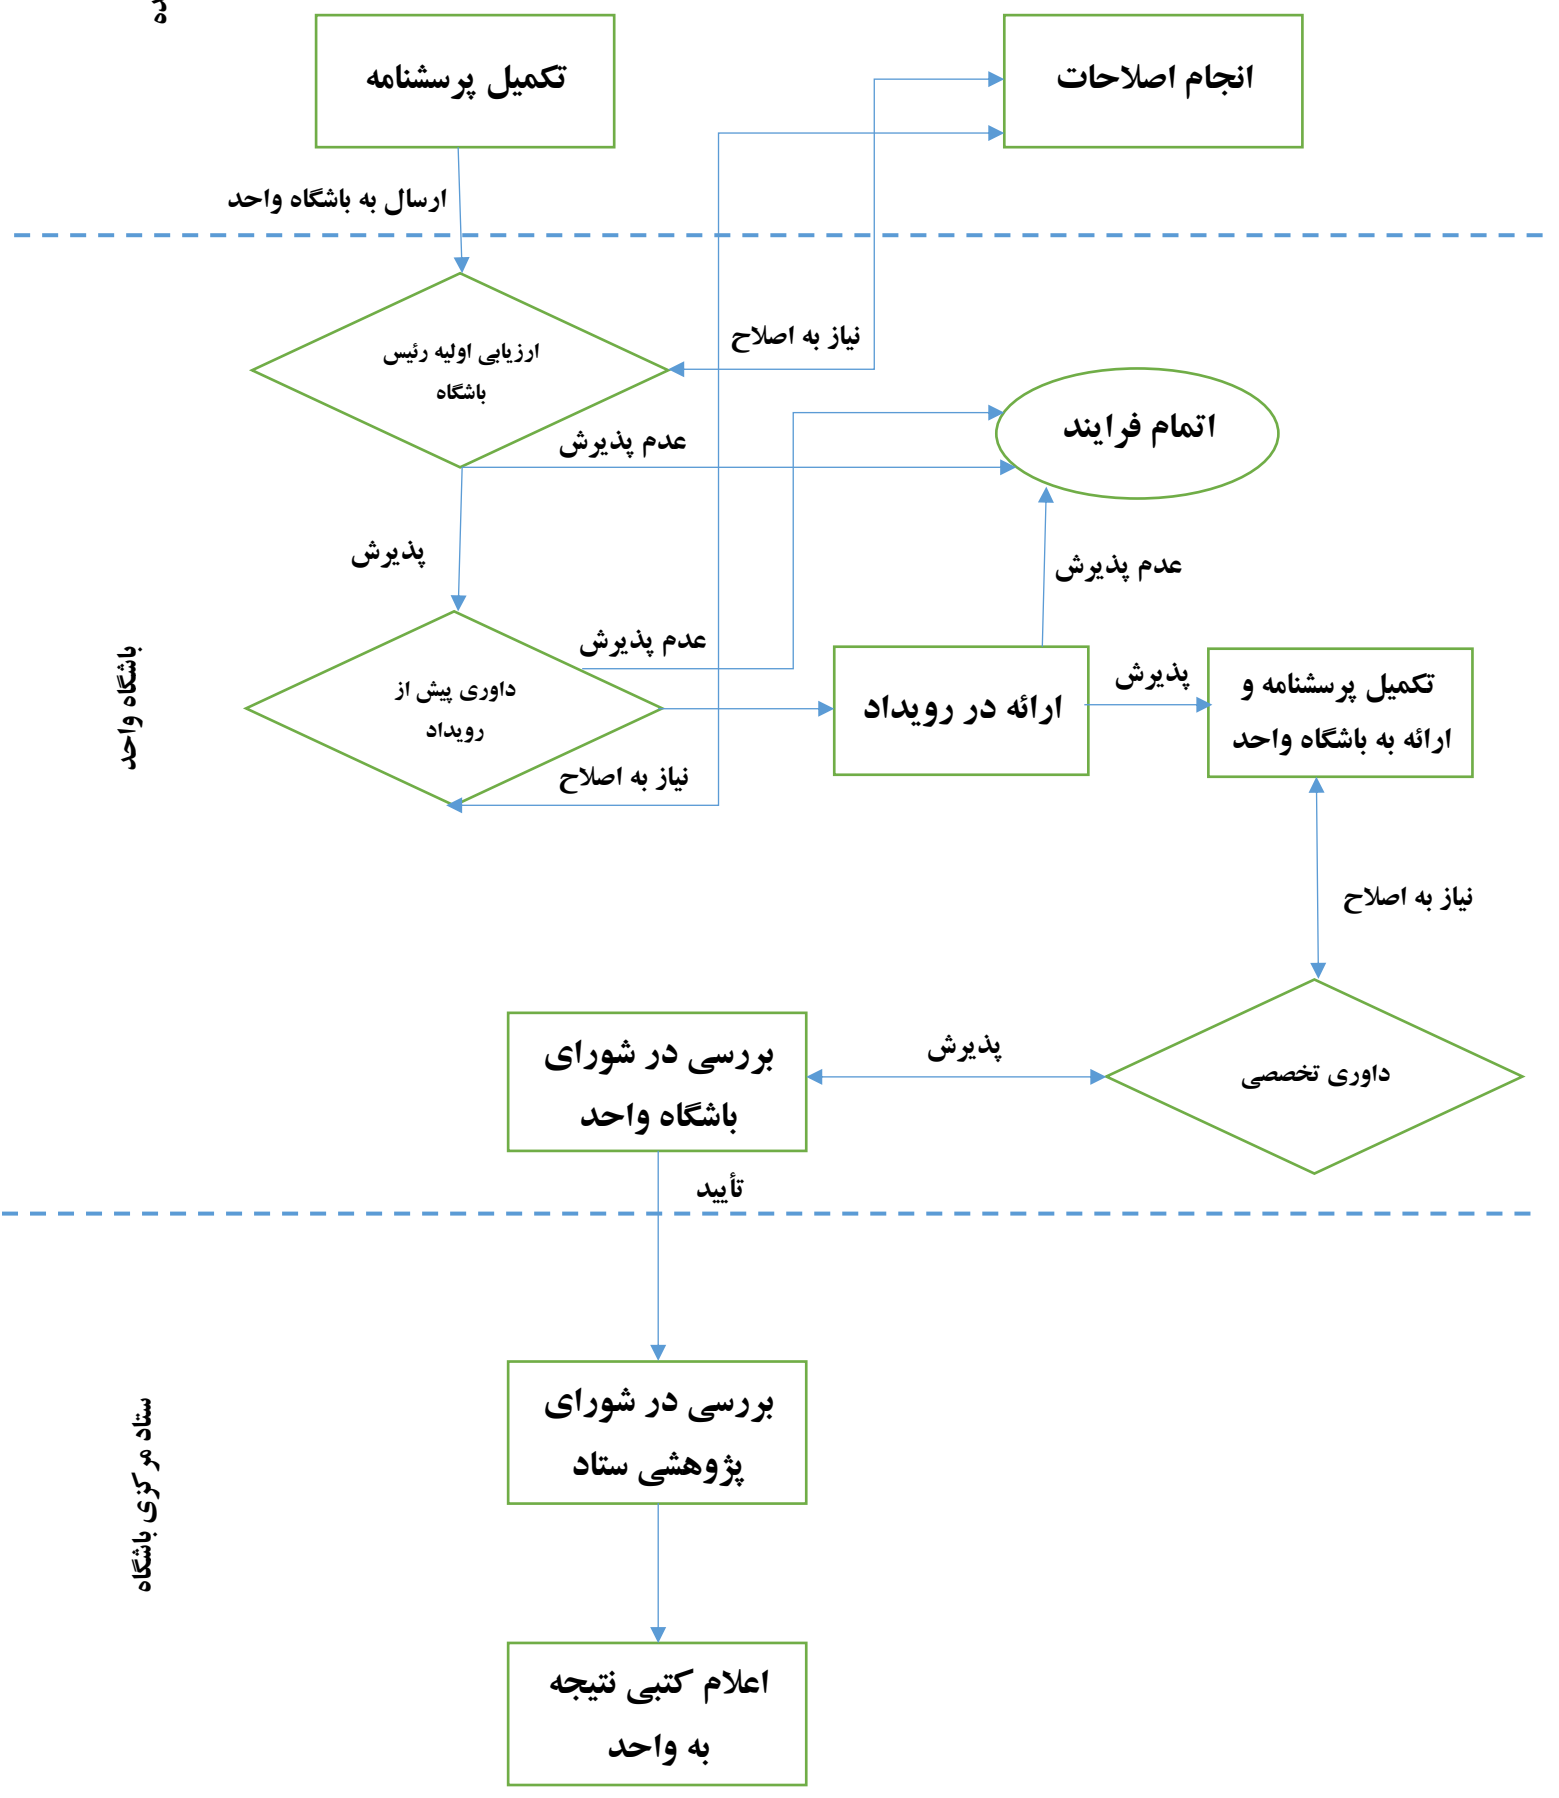 تکمیل پرسشنامه
انجام اصلاحات
ارسال به باشگاه واحد
ارزیابی اولیه رئیس
باشگاه
نیاز به اصلاح
عدم پذیرش
اتمام فرایند
پذیرش
عدم پذیرش
باشگاه واحد
داوری پیش از
رویداد
عدم پذیرش
نیاز به اصلاح
ارائه در رویداد
پذیرش
تکمیل پرسشنامه و
ارائه به باشگاه واحد
نیاز به اصلاح
داوری تخصصی
پذیرش
بررسی در شورای
باشگاه واحد
تأیید
ستاد مرکزی باشگاه
بررسی در شورای
پژوهشی ستاد
اعلام کتبی نتیجه
به واحد